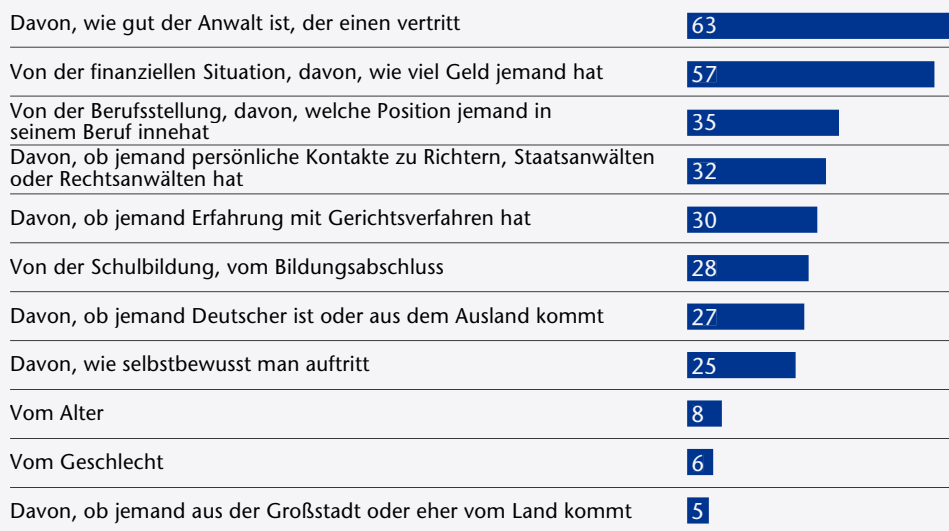 Davon, wie gut der Anwalt ist, der einen vertritt 63
Von der finanziellen Situation, davon, wie viel Geld jemand hat 57
Von der Berufsstellung, davon, welche Position jemand in
seinem Beruf innehat 35
Davon, ob jemand persönliche Kontakte zu Richtern, Staatsanwälten
oder Rechtsanwälten hat 32
Davon, ob jemand Erfahrung mit Gerichtsverfahren hat 30
Von der Schulbildung, vom Bildungsabschluss 28
Davon, ob jemand Deutscher ist oder aus dem Ausland kommt 27
Davon, wie selbstbewusst man auftritt 25
Vom Alter 8
Vom Geschlecht 6
Davon, ob jemand aus der Großstadt oder eher vom Land kommt 5